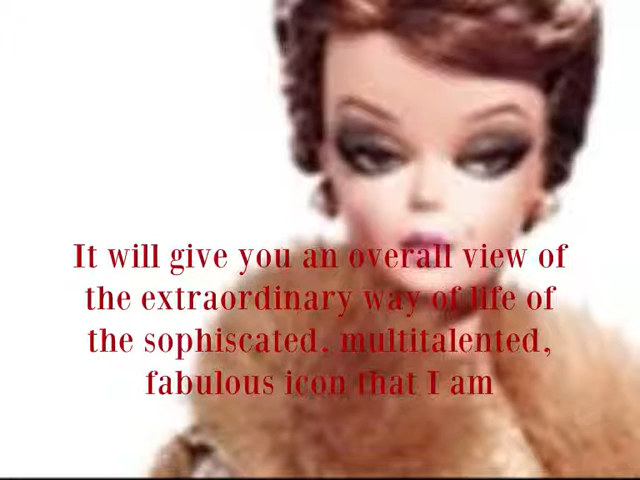 It will give you an overall view of
the extraordinary way of life of
the sophiscated, multitalented,
fabulous icon that I am